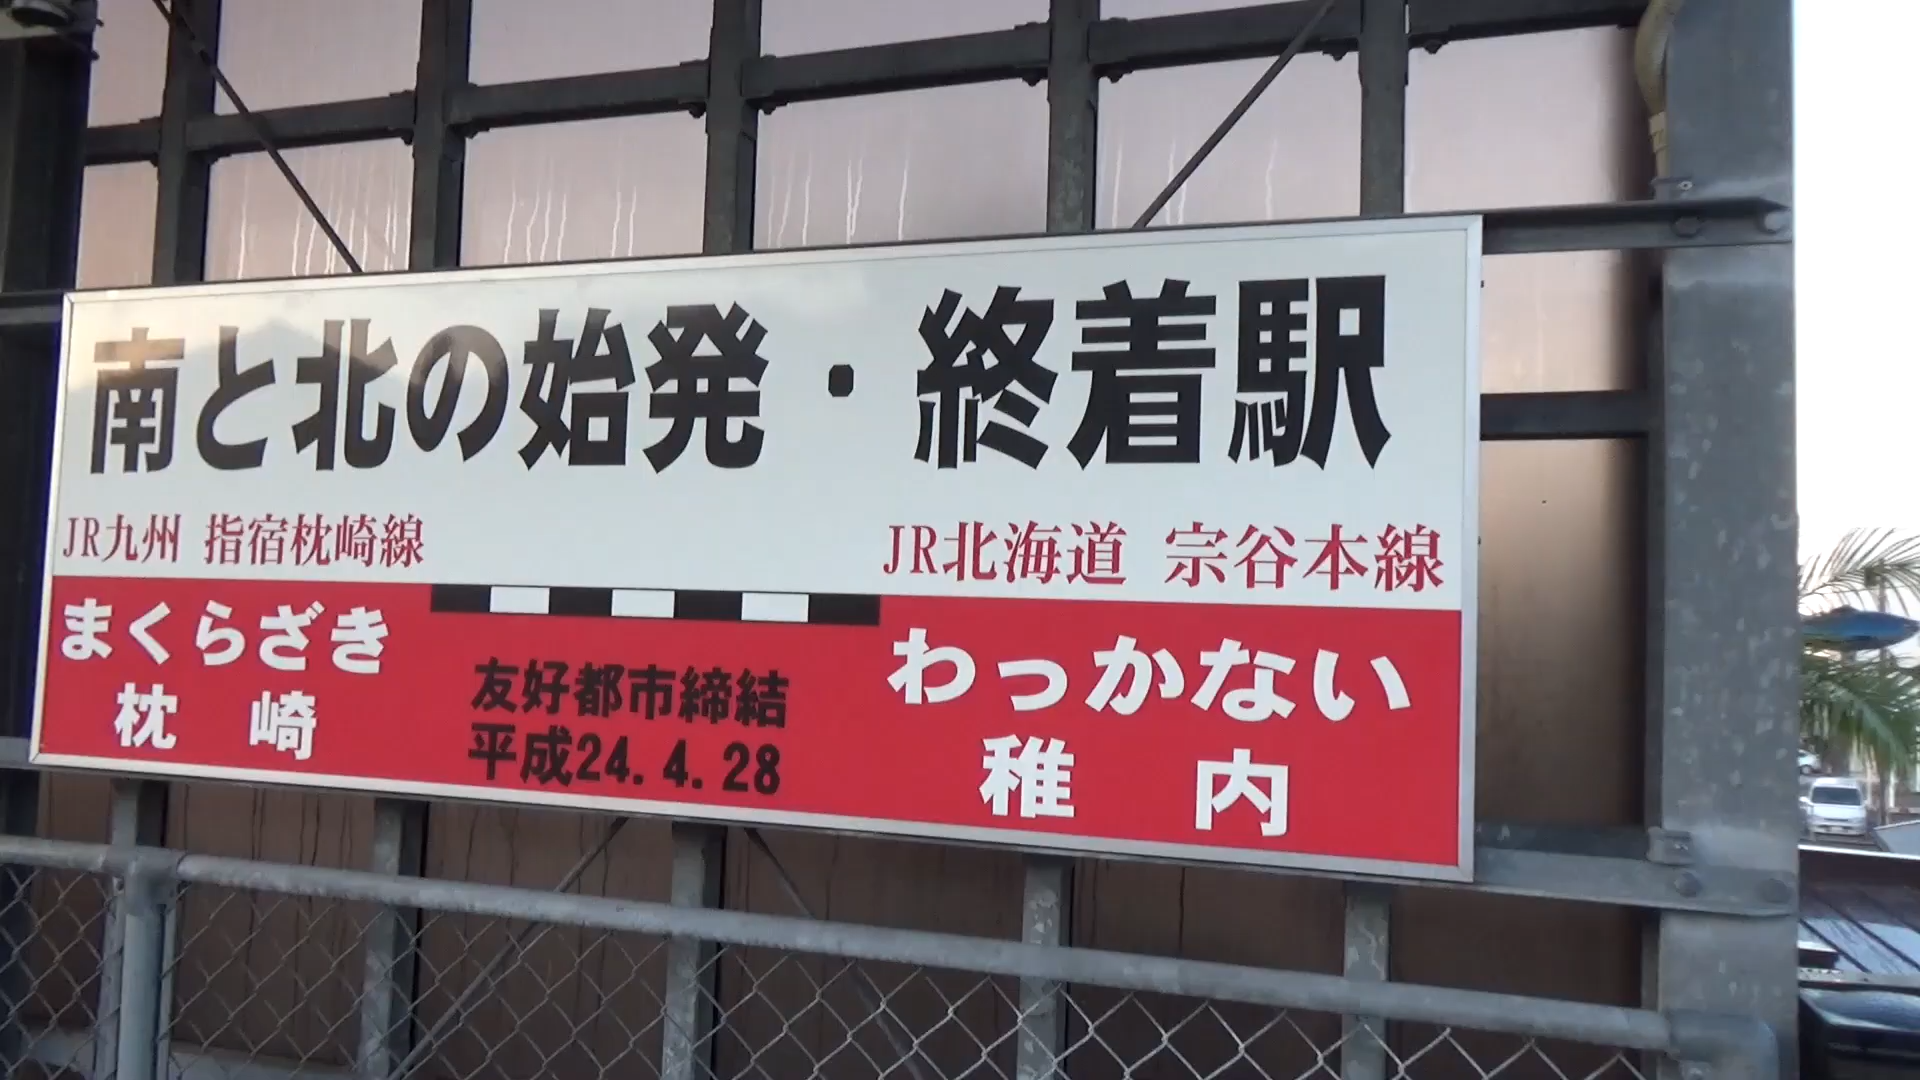 南と北の始発・終着駅
JR九州 指宿枕崎線
JR北海道 宗谷本線
まくらざき
枕崎
友好都市締結
平成24.4.28
わっかない
稚内